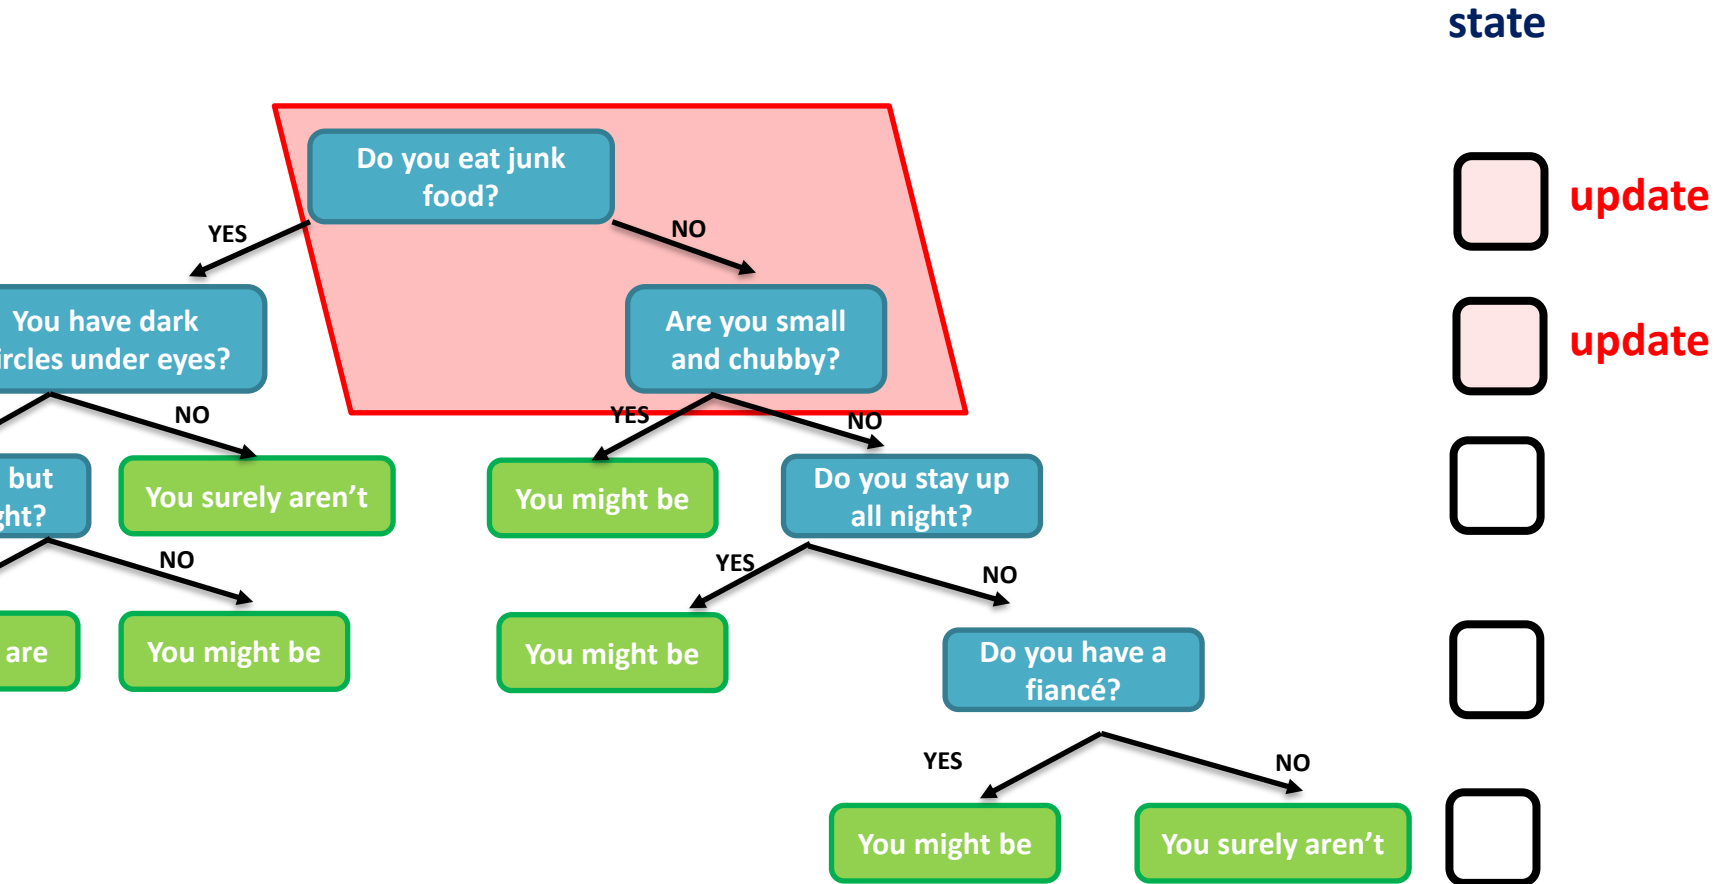 state
Do you eat junk
food?
update
YES
NO
You have dark
ircles under eyes?
Are you small
and chubby?
update
NO
YES
NO
but
ght?
You surely aren't
You might be
Do you stay up
all night?
NO
YES
NO
are
You might be
You might be
Do you have a
fiancé?
YES
NO
You might be
You surely aren't